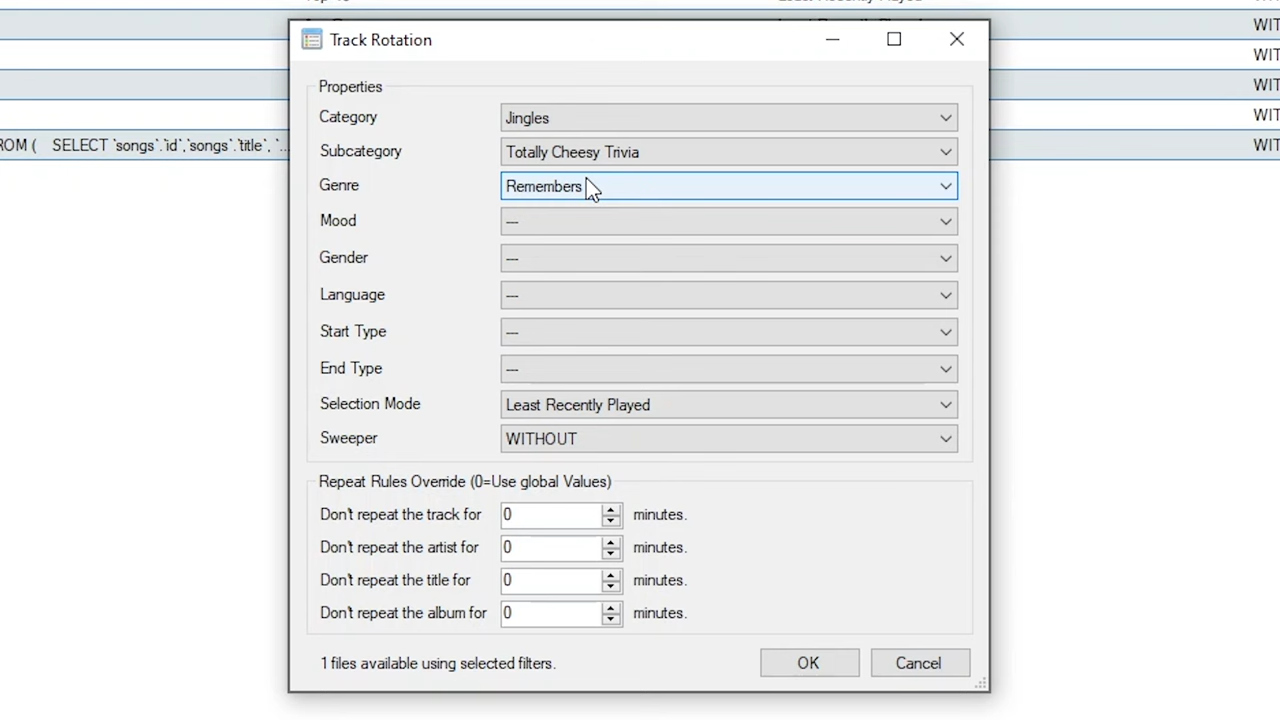 WIT
Track Rotation
WIT
WIT
Properties
Category Jingles
WIT
Subcategory Totally Cheesy Trivia
ROM ( SELECT `songs`.`id`,`songs`.`title`, `... WIT
Genre Remembers
Mood ---
Gender ---
Language ---
Start Type ---
End Type ---
Selection Mode Least Recently Played
Sweeper WITHOUT
Repeat Rules Override (0=Use global Values)
Don't repeat the track for 0 minutes.
Don't repeat the artist for 0 minutes.
Don't repeat the title for 0 minutes.
Don't repeat the album for 0 minutes.
1 files available using selected filters. OK Cancel